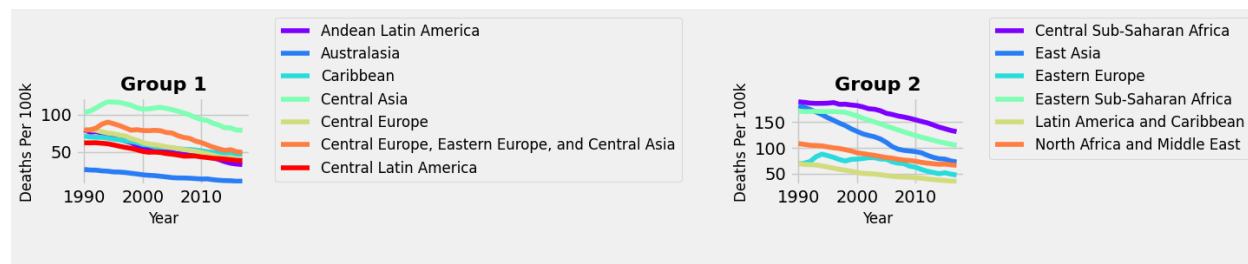 Group 1
Deaths Per 100k
100
50
1990
2000
2010
Year
Andean Latin America
Australasia
Caribbean
Central Asia
Central Europe
Central Europe, Eastern Europe, and Central Asia
Central Latin America
Group 2
Deaths Per 100k
150
100
50
1990
2000
2010
Year
Central Sub-Saharan Africa
East Asia
Eastern Europe
Eastern Sub-Saharan Africa
Latin America and Caribbean
North Africa and Middle East